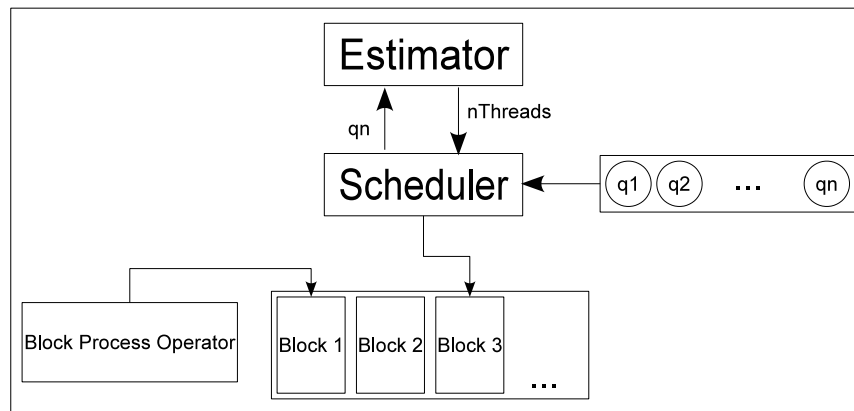 Estimator
qn
nThreads
Scheduler
q1 q2 ... qn
Block Process Operator
Block 1 Block 2 Block 3 ...